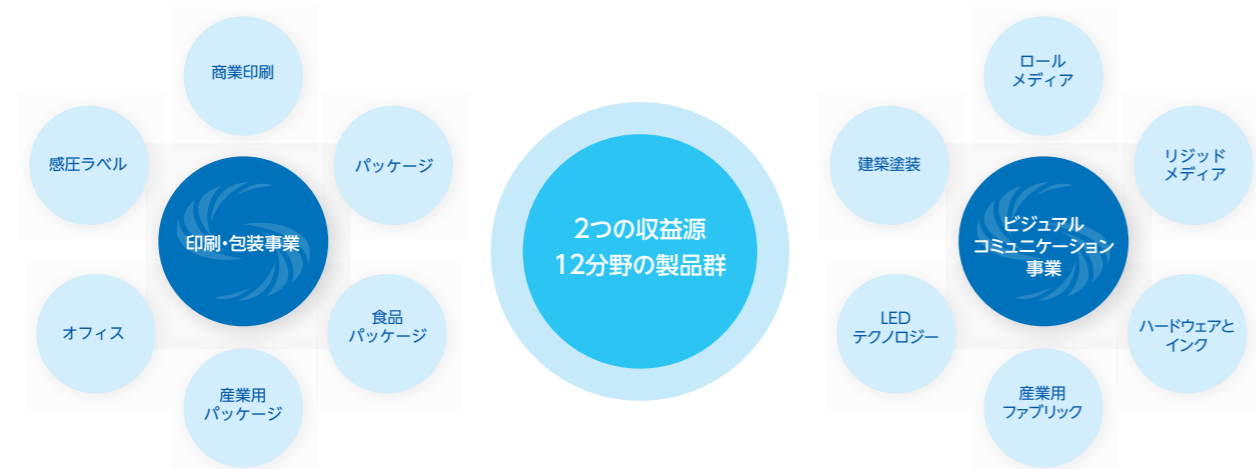 商業印刷
感圧ラベル
パッケージ
印刷・包装事業
オフィス
食品
パッケージ
産業用
パッケージ
2つの収益源
12分野の製品群
ロール
メディア
建築塗装
リジッド
メディア
ビジュアル
コミュニケーション
事業
LED
テクノロジー
ハードウェアと
インク
産業用
ファブリック